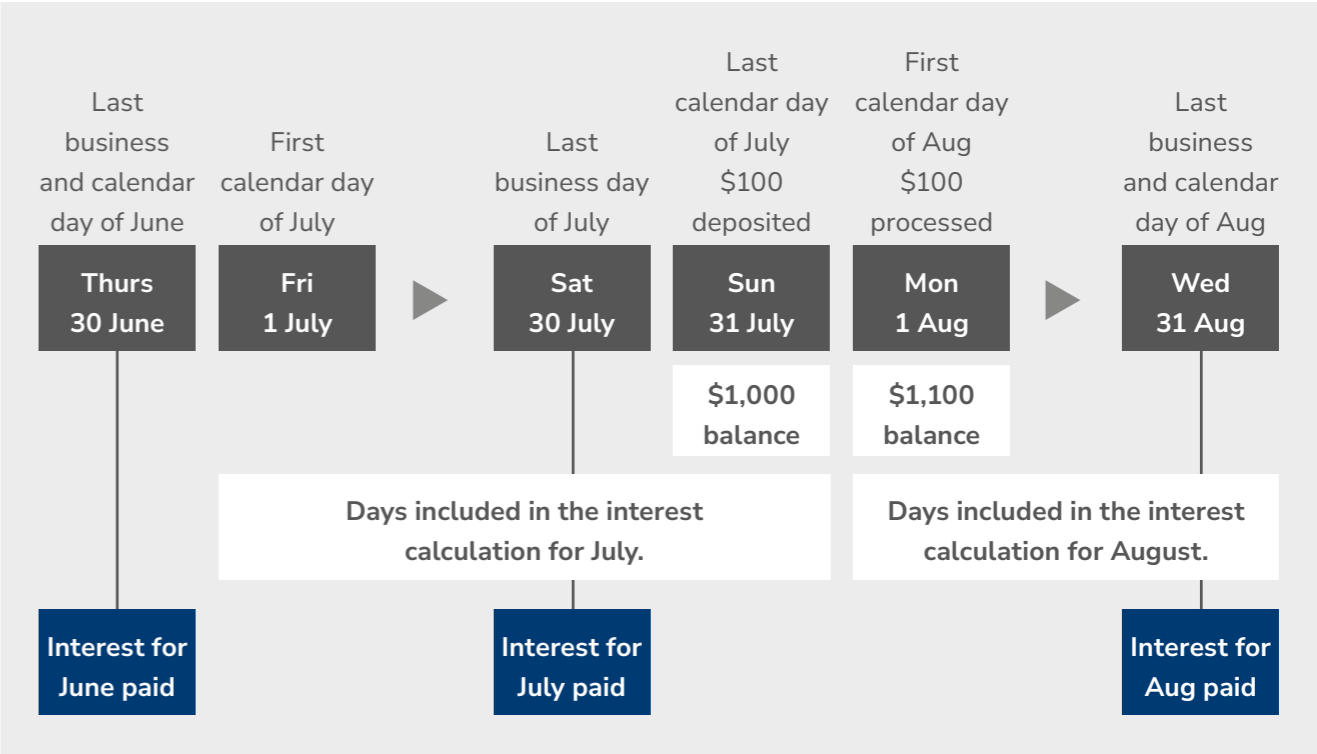 Last
business
and calendar
day of June
First
calendar day
of July
Last
business day
of July
Last
calendar day
of July
$100
deposited
First
calendar day
of Aug
$100
processed
Last
business
and calendar
day of Aug
Thurs
30 June
Fri
1 July
Sat
30 July
Sun
31 July
Mon
1 Aug
Wed
31 Aug
$1,000
balance
$1,100
balance
Days included in the interest
calculation for July.
Days included in the interest
calculation for August.
Interest for
June paid
Interest for
July paid
Interest for
Aug paid